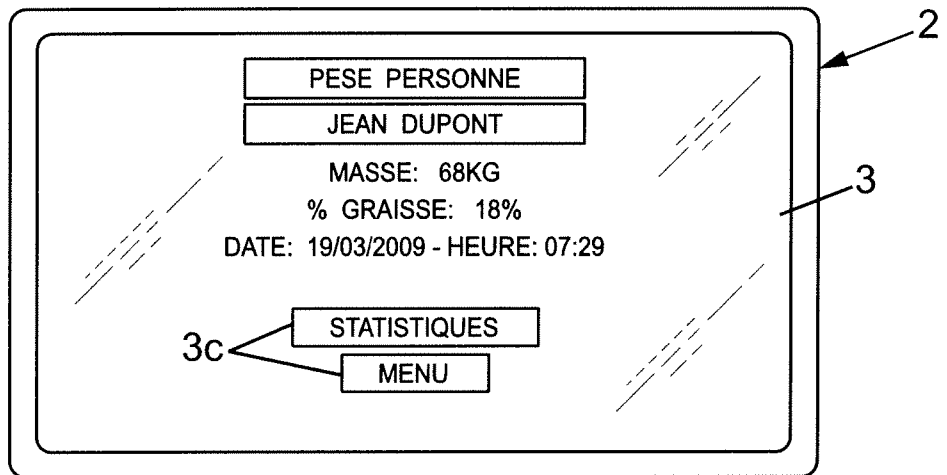 2
PESE PERSONNE
JEAN DUPONT
MASSE: 68KG
% GRAISSE: 18%
3
DATE: 19/03/2009 - HEURE: 07:29
STATISTIQUES
3c
MENU